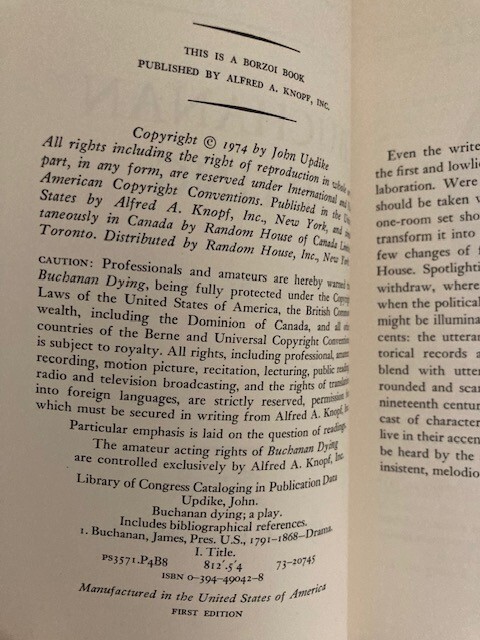 THIS IS A BORZOI BOOK
PUBLISHED BY ALFRED A. KNOPF, INC.
Copyright © 1974 by John Updike
All rights including the right of reproduction in whole
part, in any form, are reserved under International and
American Copyright Conventions. Published in the
States by Alfred A. Knopf, Inc., New York, and
taneously in Canada by Random House of Canada
Toronto. Distributed by Random House, Inc., New
CAUTION: Professionals and amateurs are hereby warned
Buchanan Dying, being fully protected under the
Laws of the United States of America, the British
wealth, including the Dominion of Canada, and all
countries of the Berne and Universal Copyright
is subject to royalty. All rights, including professional,
recording, motion picture, recitation, lecturing, public
radio and television broadcasting, and the rights of
into foreign languages, are strictly reserved,
which must be secured in writing from Alfred A. Knopf,
Particular emphasis is laid on the question of readings,
The amateur acting rights of Buchanan Dying
are controlled exclusively by Alfred A. Knopf, Inc.
Library of Congress Cataloging in Publication Data
Updike, John.
Buchanan dying; a play.
Includes bibliographical references.
1. Buchanan, James, Pres. U.S., 1791–1868—Drama.
I. Title.
PS3571.P4B8 812'.5'4 73-20745
ISBN 0-394-49042-8
Manufactured in the United States of America
FIRST EDITION
Even the write
the first and lowli
laboration. Were
should be taken
one-room set sho
transform it into
few changes of
House. Spotlighti
withdraw, where
when the political
might be illumina
cents: the utteran
torical records a
blend with utter
rounded and scar
nineteenth centur
cast of character
live in their accen
be heard by the
insistent, melodio